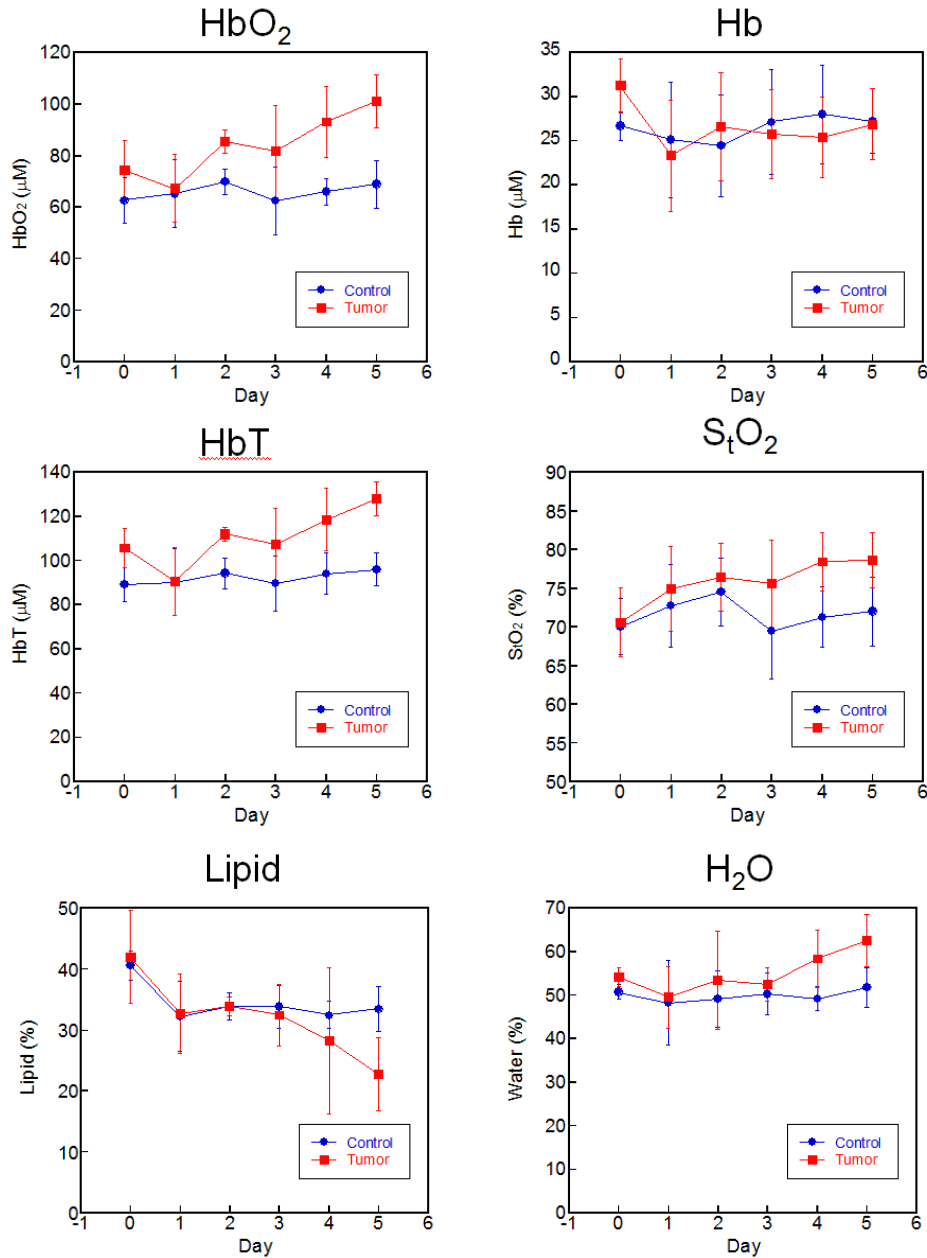 HbO₂
120
100
80
60
40
20
0
HbO₂ (μM)
-1 0 1 2 3 4 5 6
Day
Control
Tumor
Hb
35
30
25
20
15
10
5
0
Hb (μM)
-1 0 1 2 3 4 5 6
Day
Control
Tumor
HbT
140
120
100
80
60
40
20
0
HbT (μM)
-1 0 1 2 3 4 5 6
Day
Control
Tumor
StO₂
90
85
80
75
70
65
60
55
50
StO₂ (%)
-1 0 1 2 3 4 5 6
Day
Control
Tumor
Lipid
50
40
30
20
10
0
Lipid (%)
-1 0 1 2 3 4 5 6
Day
Control
Tumor
H₂O
70
60
50
40
30
20
10
0
Water (%)
-1 0 1 2 3 4 5 6
Day
Control
Tumor